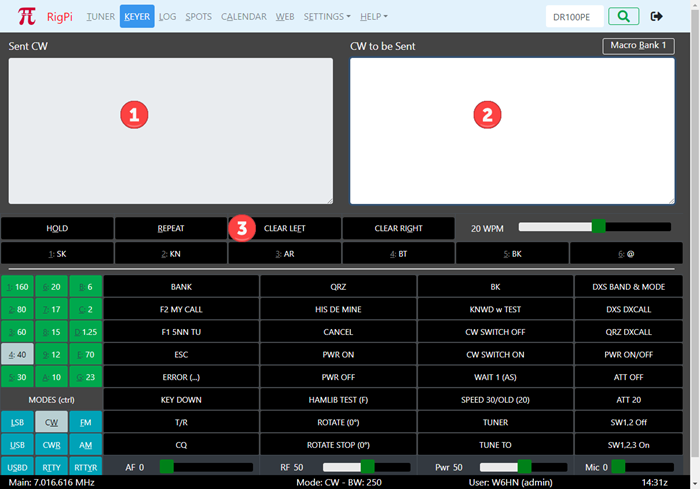 RigPi TUNER KEYER LOG SPOTS CALENDAR WEB SETTINGS HELP DR100PE
Sent CW CW to be Sent Macro Bank 1
1 2
HOLD REPEAT 3 CLEAR LEFT CLEAR RIGHT 20 WPM
1: SK 2: KN 3: AR 4: BT 5: BK 6: @
160 6: 20 6 BANK QRZ BK DXS BAND & MODE
80 17 C 2 F2 MY CALL HIS DE MINE KNWD w TEST DXS DXCALL
60 15 D 1.25 F1 5NN TU CANCEL CW SWITCH OFF QRZ DXCALL
4: 40 12 E: 70 ESC PWR ON CW SWITCH ON PWR ON/OFF
30 10 23 ERROR (...) PWR OFF WAIT 1 (AS) ATT OFF
MODES (ctrl) KEY DOWN HAMLIB TEST (F) SPEED 30/OLD (20) ATT 20
LSB CW FM T/R ROTATE (0°) TUNER SW1,2 Off
USB CWR AM CQ ROTATE STOP (0°) TUNE TO SW1,2,3 On
USBD RTTY RTTYR AF 0 RF 50 Pwr 50 Mic 0
Main: 7.016.616 MHz Mode: CW - BW: 250 User: W6HN (admin) 14:31z